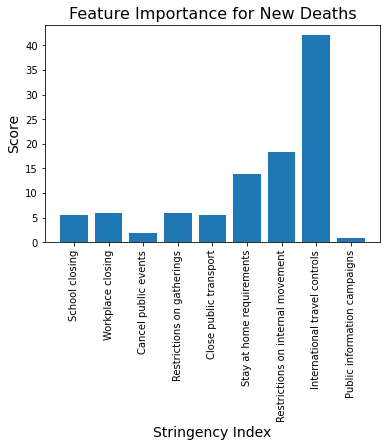 Feature Importance for New Deaths
Score
40
35
30
25
20
15
10
5
0
School closing
Workplace closing
Cancel public events
Restrictions on gatherings
Close public transport
Stay at home requirements
Restrictions on internal movement
International travel controls
Public information campaigns
Stringency Index